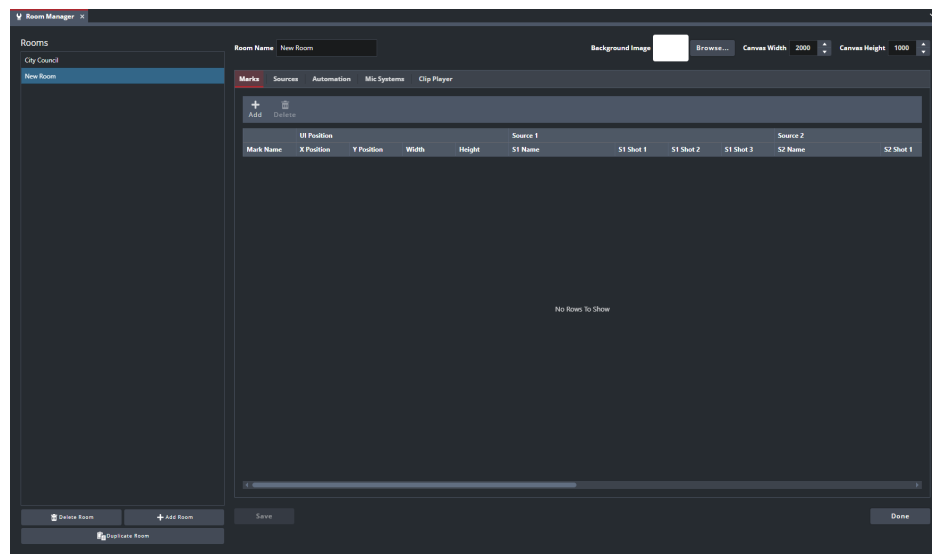 Room Manager ×
Rooms
City Council
New Room
Delete Room + Add Room
Duplicate Room
Room Name New Room Background Image Browse... Canvas Width 2000 Canvas Height 1000
Marks Sources Automation Mic Systems Clip Player
+ Add Delete
UI Position Source 1 Source 2
Mark Name X Position Y Position Width Height S1 Name S1 Shot 1 S1 Shot 2 S1 Shot 3 S2 Name S2 Shot 1
No Rows To Show
Save Done